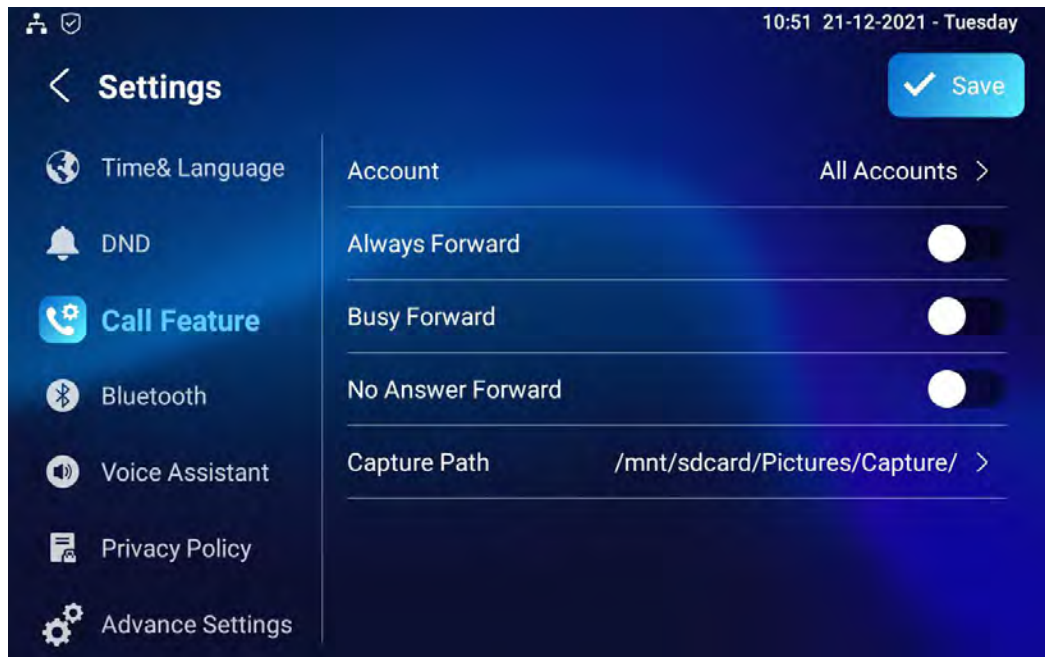 10:51 21-12-2021 - Tuesday
Settings
Save
Time& Language
DND
Call Feature
Bluetooth
Voice Assistant
Privacy Policy
Advance Settings
Account All Accounts
Always Forward
Busy Forward
No Answer Forward
Capture Path /mnt/sdcard/Pictures/Capture/